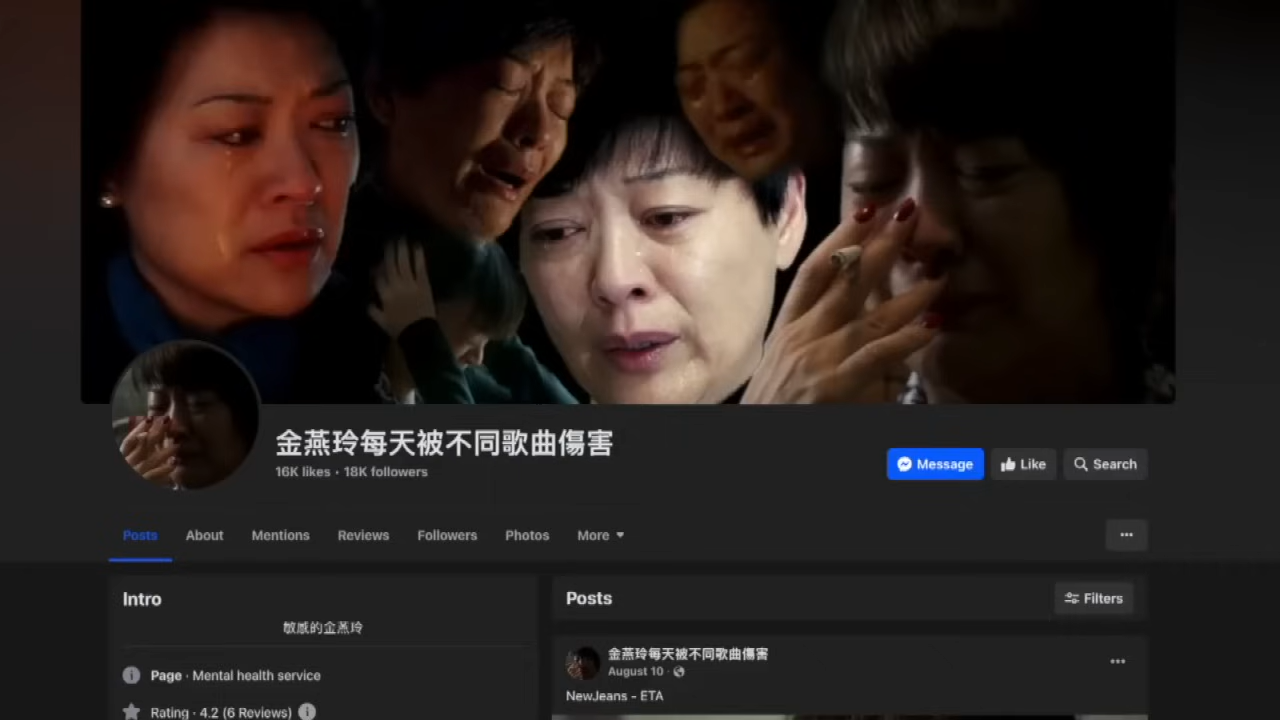 金燕玲每天被不同歌曲傷害
16K likes · 18K followers
Message
Like
Search
Posts
About
Mentions
Reviews
Followers
Photos
More
Intro
敏感的金燕玲
Page · Mental health service
Rating · 4.2 (6 Reviews)
Posts
Filters
金燕玲每天被不同歌曲傷害
August 10 ·
NewJeans - ETA